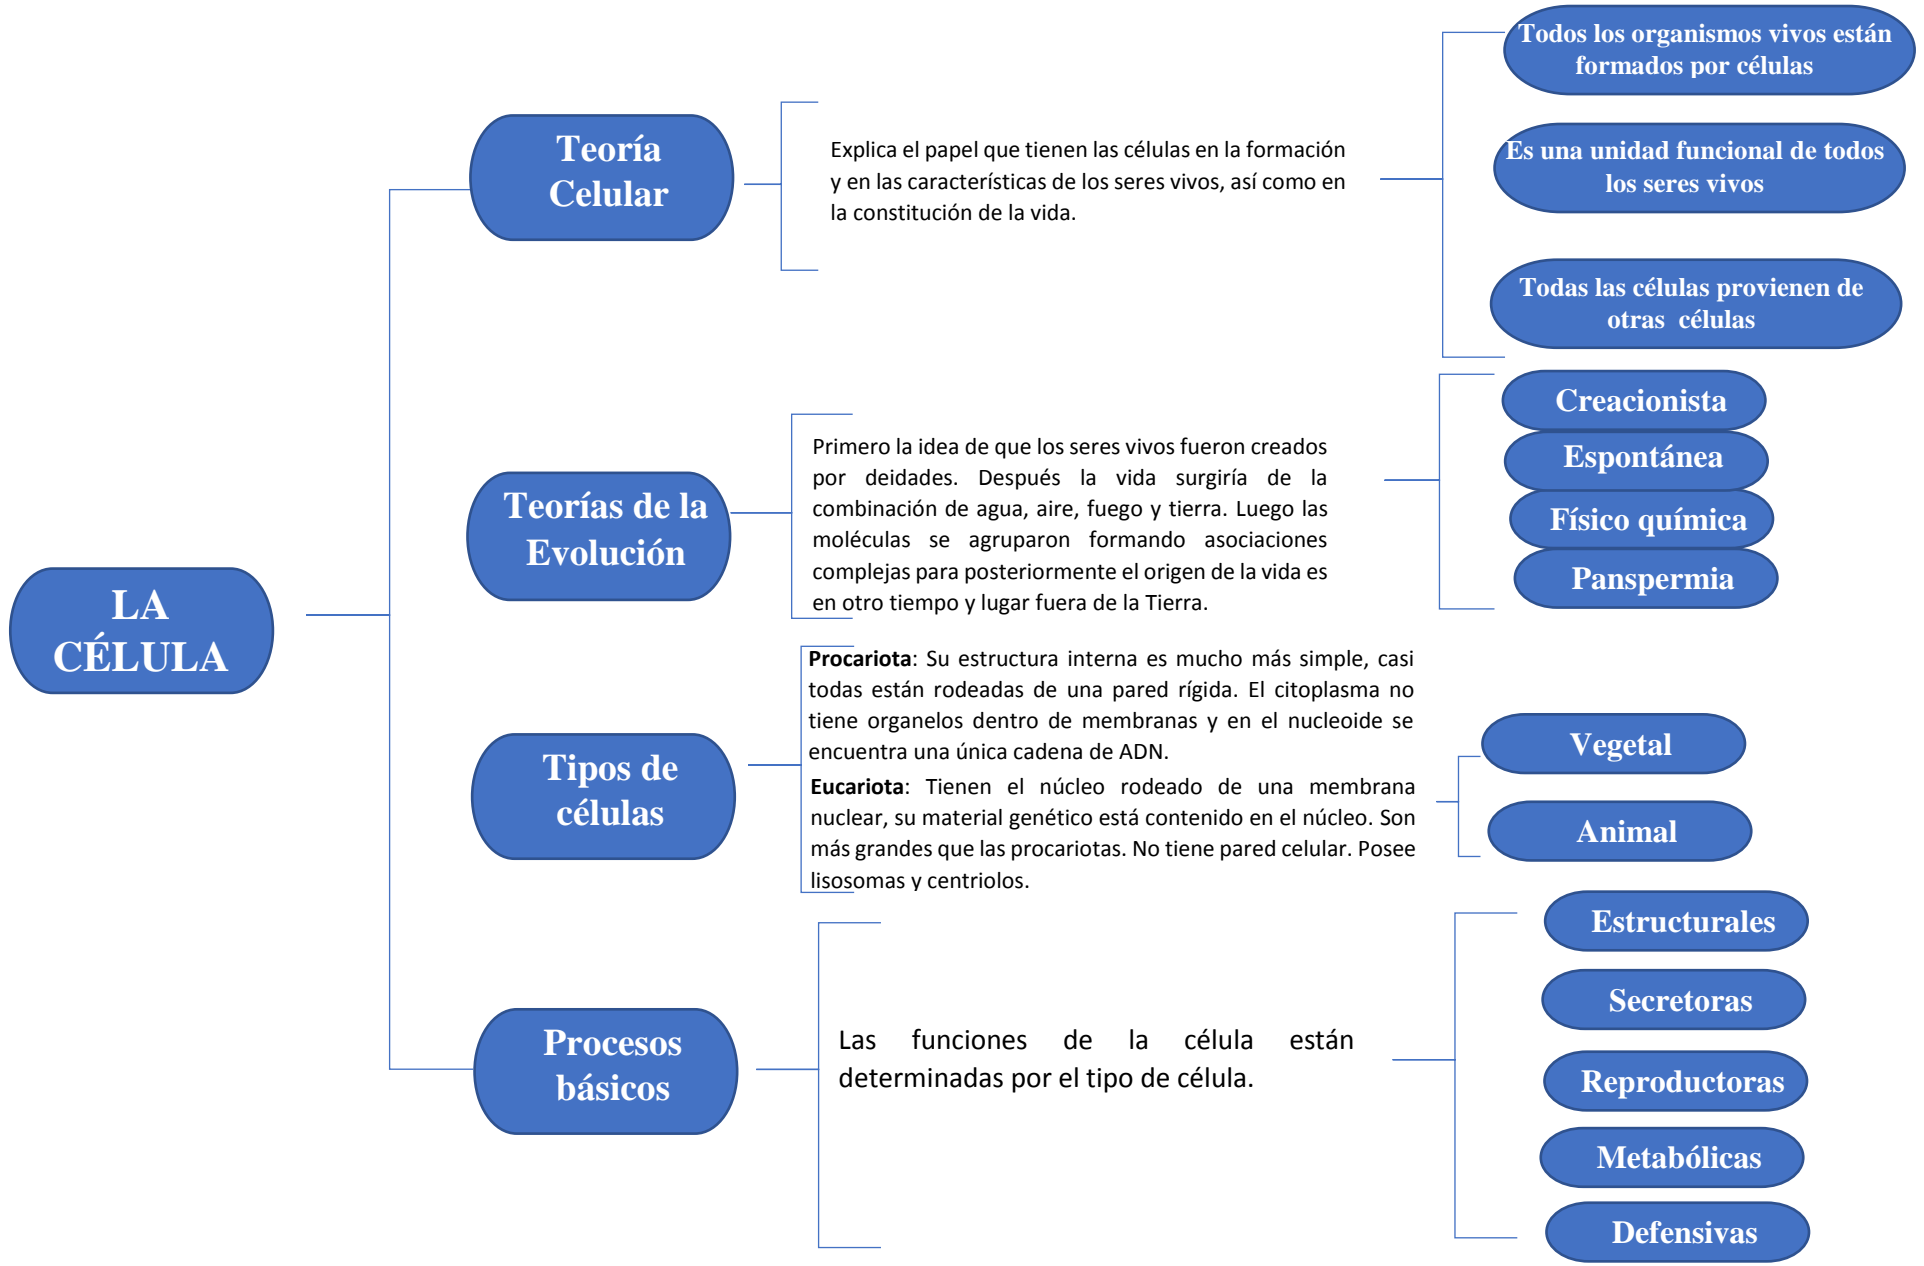 LA
CÉLULA
Teoría
Celular
Explica el papel que tienen las células en la formación
y en las características de los seres vivos, así como en
la constitución de la vida.
Todos los organismos vivos están
formados por células
Es una unidad funcional de todos
los seres vivos
Todas las células provienen de
otras células
Teorías de la
Evolución
Primero la idea de que los seres vivos fueron creados
por deidades. Después la vida surgiría de la
combinación de agua, aire, fuego y tierra. Luego las
moléculas se agruparon formando asociaciones
complejas para posteriormente el origen de la vida es
en otro tiempo y lugar fuera de la Tierra.
Creacionista
Espontánea
Físico química
Panspermia
Tipos de
células
Procariota: Su estructura interna es mucho más simple, casi
todas están rodeadas de una pared rígida. El citoplasma no
tiene organelos dentro de membranas y en el nucleoide se
encuentra una única cadena de ADN.
Eucariota: Tienen el núcleo rodeado de una membrana
nuclear, su material genético está contenido en el núcleo. Son
más grandes que las procariotas. No tiene pared celular. Posee
lisosomas y centriolos.
Vegetal
Animal
Procesos
básicos
Las funciones de la célula están
determinadas por el tipo de célula.
Estructurales
Secretoras
Reproductoras
Metabólicas
Defensivas